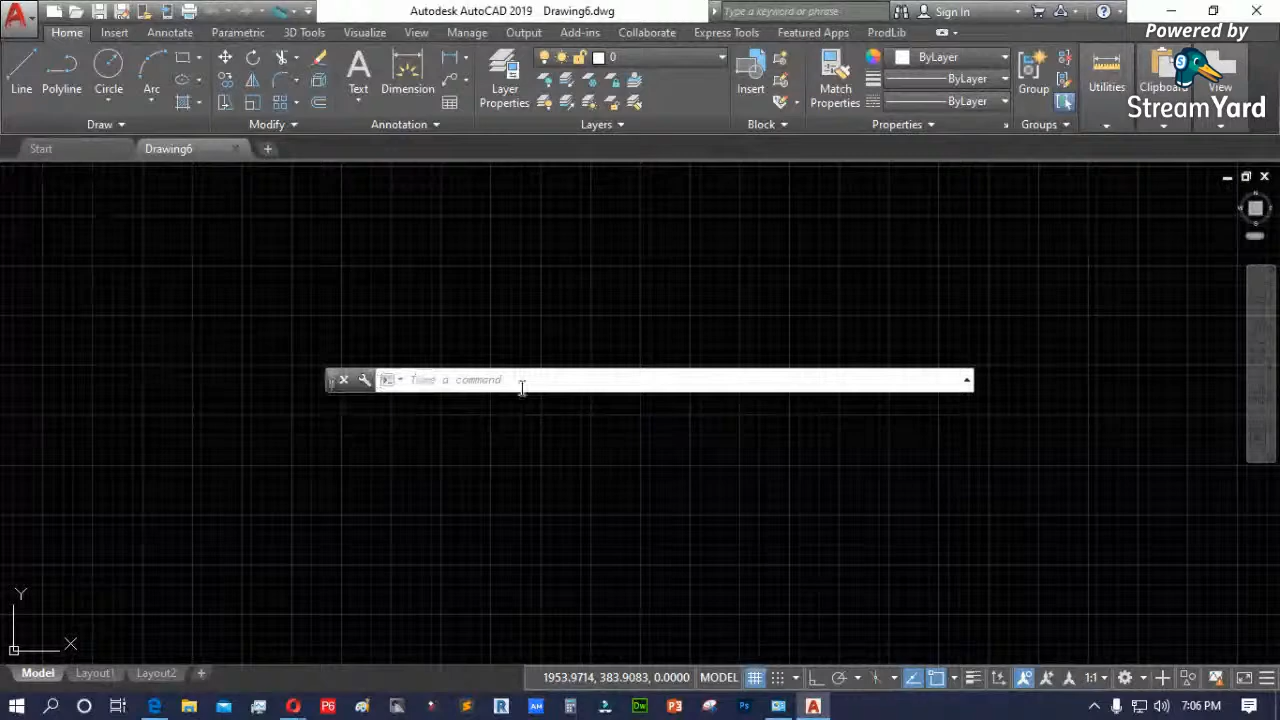 Autodesk AutoCAD 2019 Drawing6.dwg
Type a keyword or phrase
Sign In
Powered by
StreamYard
Home Insert Annotate Parametric 3D Tools Visualize View Manage Output Add-ins Collaborate Express Tools Featured Apps ProdLib
Line Polyline Circle Arc
Text Dimension
Layer Properties
0
Insert
Match Properties
ByLayer
ByLayer
ByLayer
Group
Utilities
Clipboard
View
Draw Modify Annotation Layers Block Properties Groups
Start Drawing6
N
Type a command
Y
X
Model Layout1 Layout2
1953.9714, 383.9083, 0.0000 MODEL
1:1
7:06 PM